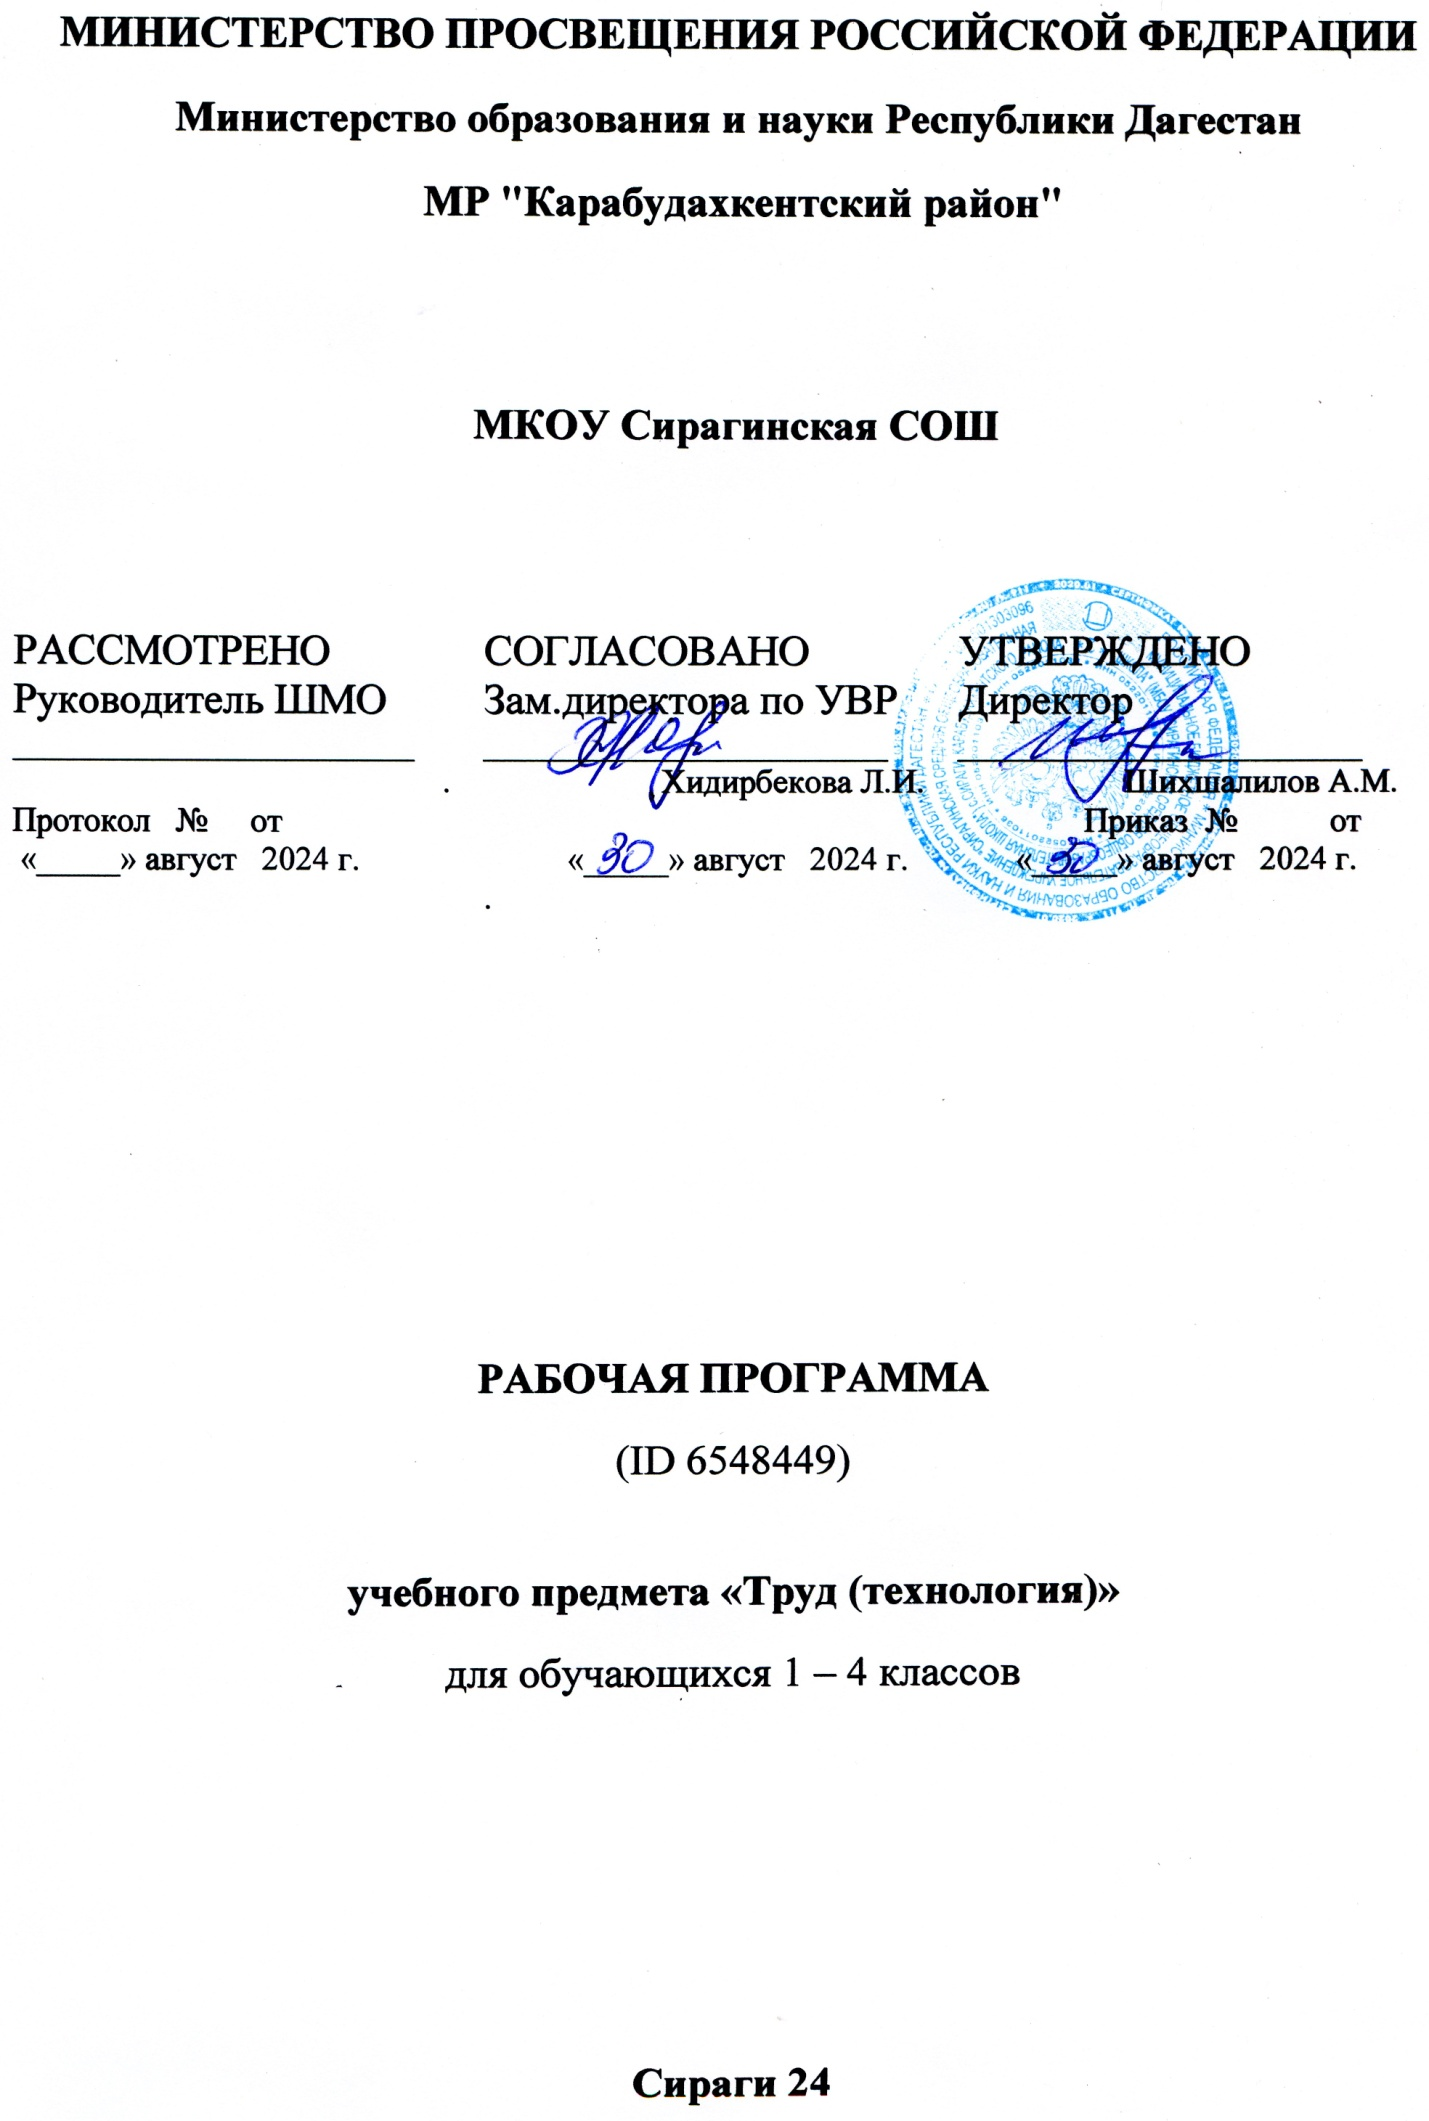 МИНИСТЕРСТВО ПРОСВЕЩЕНИЯ РОССИЙСКОЙ ФЕДЕРАЦИИ
Министерство образования и науки Республики Дагестан
МР "Карабудахкентский район"
МКОУ Сирагинская СОШ
РАССМОТРЕНО
Руководитель ШМО
Протокол № от
«_____» август 2024 г.
СОГЛАСОВАНО
Зам.директора по УВР
Хидирбекова Л.И.
«30» август 2024 г.
УТВЕРЖДЕНО
Директор
Шихшалилов А.М.
Приказ № от
«30» август 2024 г.
РАБОЧАЯ ПРОГРАММА
(ID 6548449)
учебного предмета «Труд (технология)»
для обучающихся 1 – 4 классов
Сираги 24